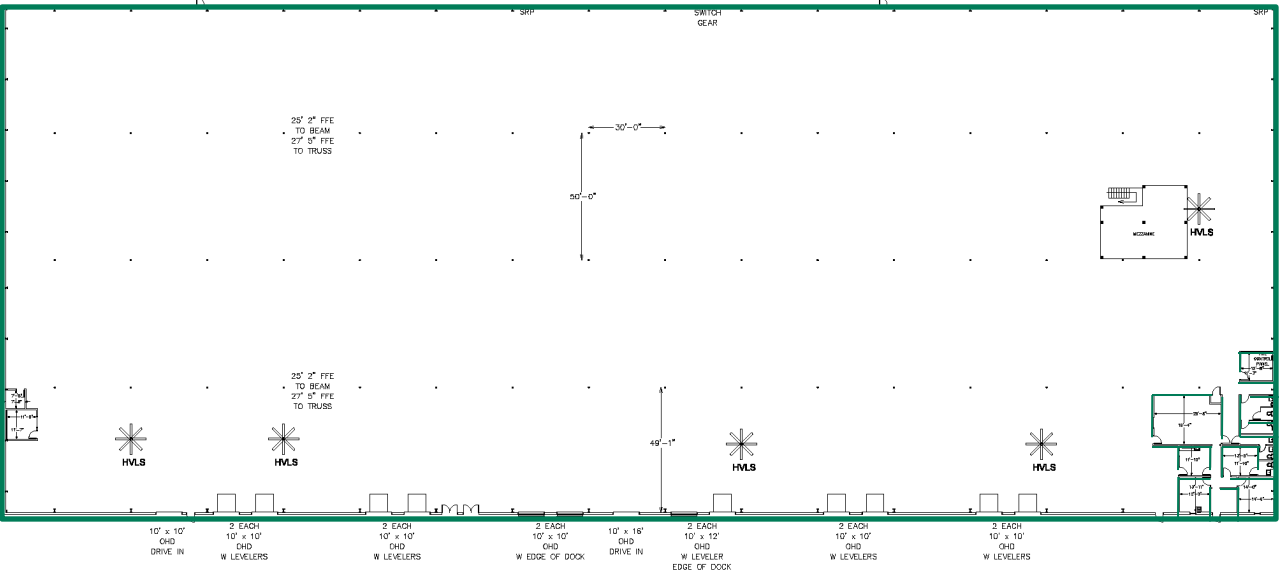 SRP
SWITCH
GEAR
SRP
25' 2" FFE
TO BEAM
27' 5" FFE
TO TRUSS
30'-0"
50'-0"
MEZZANINE
HVLS
25' 2" FFE
TO BEAM
27' 5" FFE
TO TRUSS
49'-1"
HVLS
HVLS
HVLS
HVLS
11'-7"
10' x 10'
OHD
DRIVE IN
2 EACH
10' x 10'
OHD
W LEVELERS
2 EACH
10' x 10'
OHD
W LEVELERS
2 EACH
10' x 10'
OHD
W EDGE OF DOCK
10' x 16'
OHD
DRIVE IN
2 EACH
10' x 12'
OHD
W LEVELER
EDGE OF DOCK
2 EACH
10' x 10'
OHD
W LEVELERS
2 EACH
10' x 10'
OHD
W LEVELERS